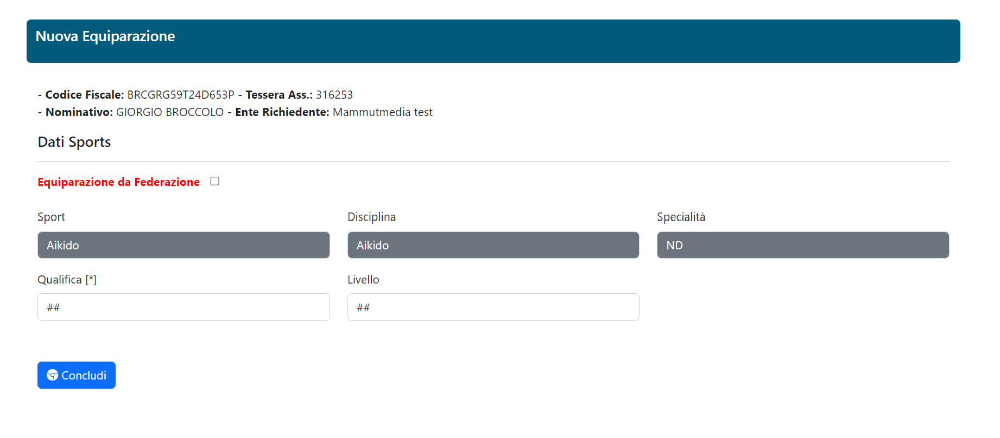 Nuova Equiparazione
- Codice Fiscale: BRCGRG59T24D653P - Tessera Ass.: 316253
- Nominativo: GIORGIO BROCCOLO - Ente Richiedente: Mammutmedia test
Dati Sports
Equiparazione da Federazione
Sport Disciplina Specialità
Aikido Aikido ND
Qualifica [*] Livello
## ##
Concludi